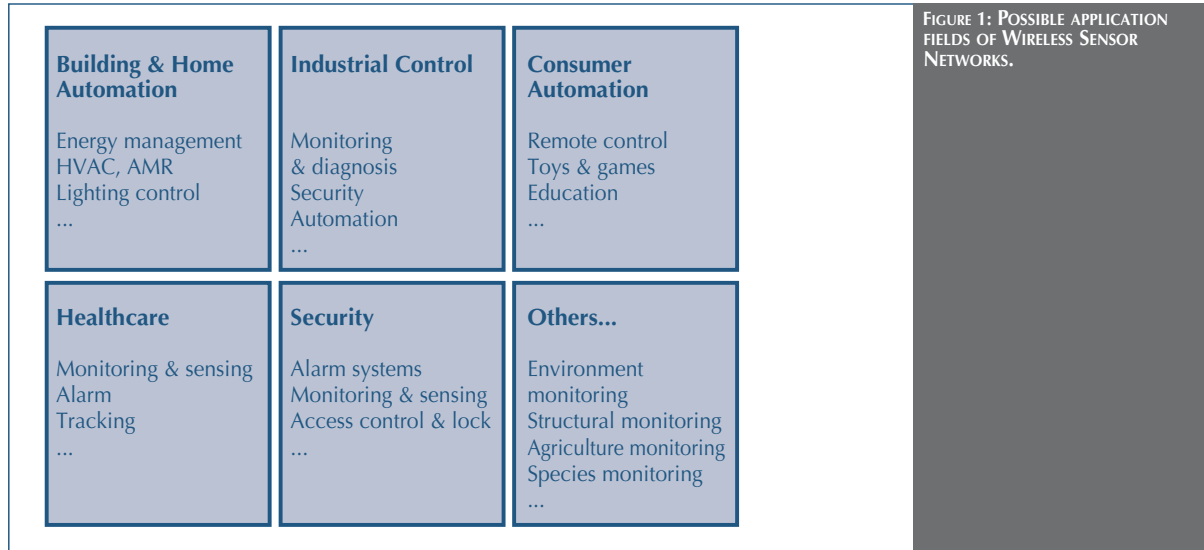 Building & Home
Automation
Energy management
HVAC, AMR
Lighting control
...
Industrial Control
Monitoring
& diagnosis
Security
Automation
...
Consumer
Automation
Remote control
Toys & games
Education
...
Healthcare
Monitoring & sensing
Alarm
Tracking
...
Security
Alarm systems
Monitoring & sensing
Access control & lock
...
Others...
Environment
monitoring
Structural monitoring
Agriculture monitoring
Species monitoring
...
Figure 1: Possible application
fields of Wireless Sensor
Networks.